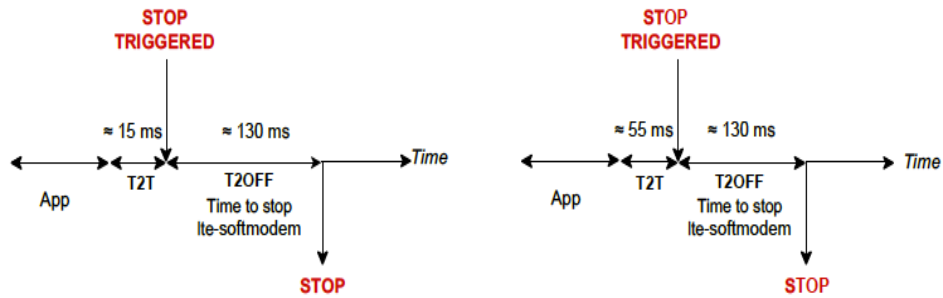 STOP
TRIGGERED
≈ 15 ms
≈ 130 ms
Time
App
T2T
T2OFF
Time to stop
lte-softmodem
STOP
STOP
TRIGGERED
≈ 55 ms
≈ 130 ms
Time
App
T2T
T2OFF
Time to stop
lte-softmodem
STOP